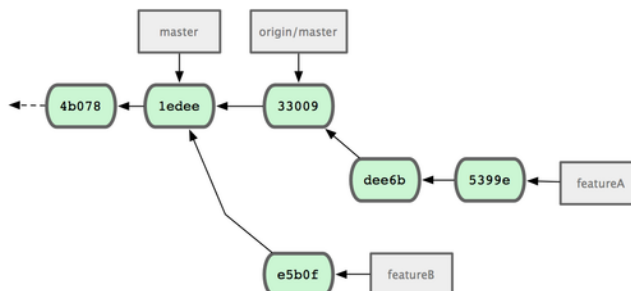 master
origin/master
4b078
1edee
33009
dee6b
5399e
featureA
e5b0f
featureB